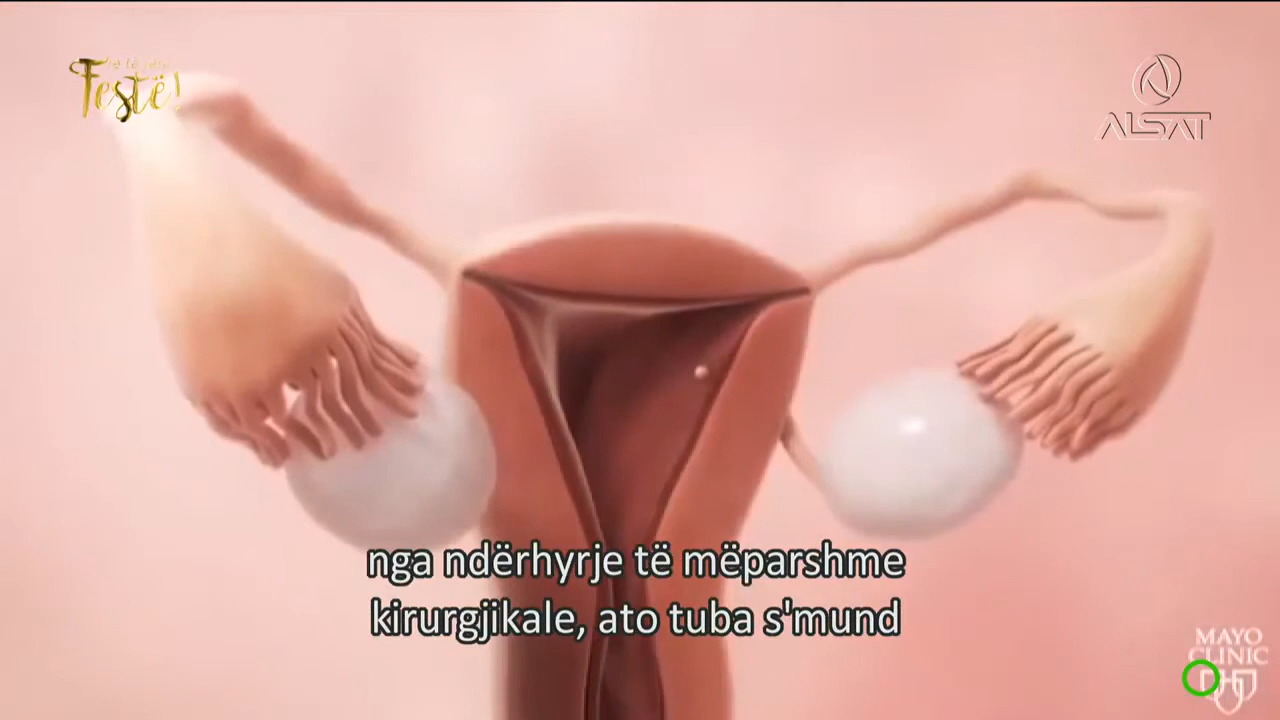 Festë!
ALSAT
nga ndërhyrje të mëparshme
kirurgjikale, ato tuba s'mund
MAYO
CLINIC